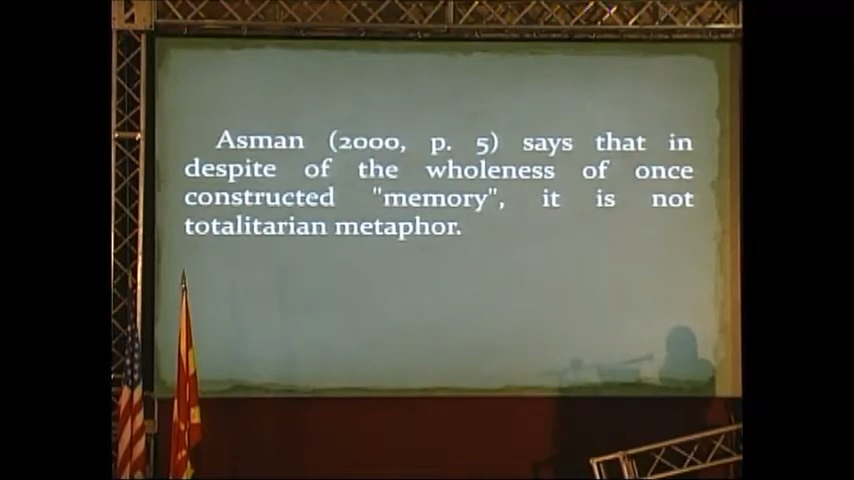 Asman (2000, p. 5) says that in
despite of the wholeness of once
constructed "memory", it is not
totalitarian metaphor.